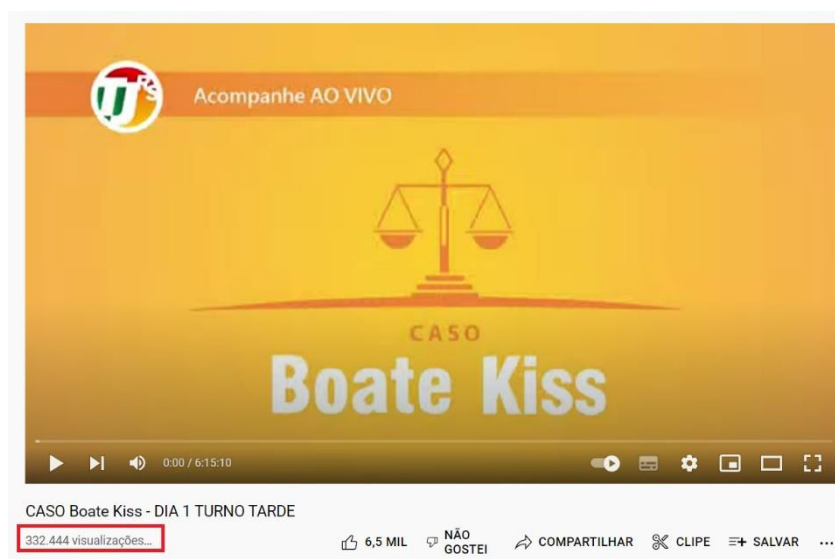 TJRS
Acompanhe AO VIVO
CASO
Boate Kiss
0:00 / 6:15:10
CASO Boate Kiss - DIA 1 TURNO TARDE
332.444 visualizações...
6,5 MIL
NÃO GOSTEI
COMPARTILHAR
CLIPE
SALVAR
...